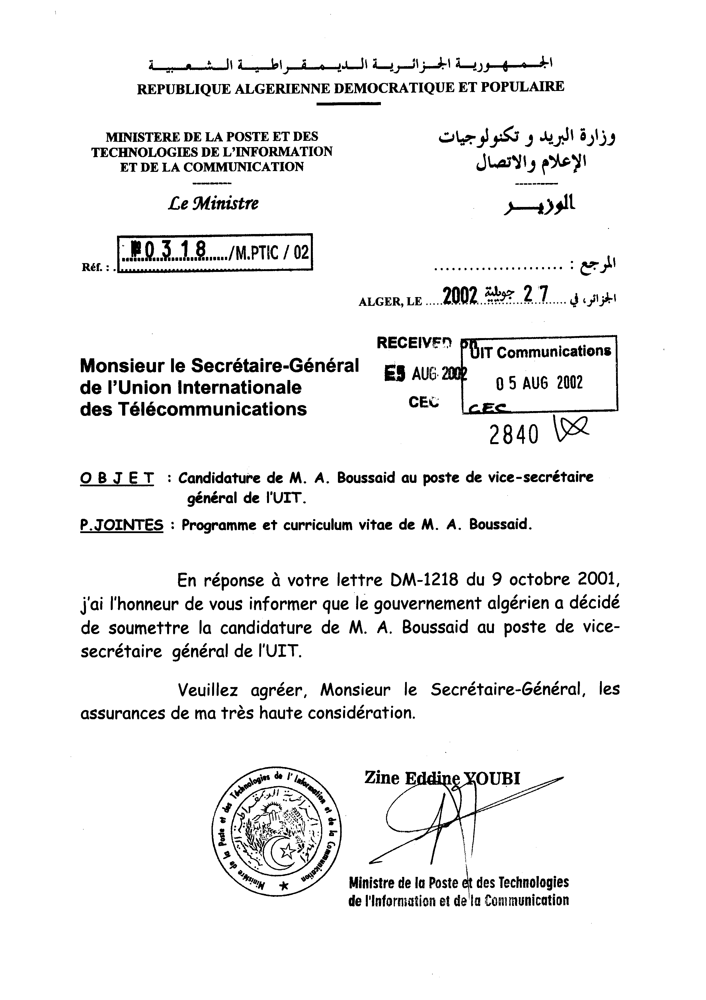 الجمهورية الجزائرية الديمقراطية الشعبية
REPUBLIQUE ALGERIENNE DEMOCRATIQUE ET POPULAIRE
MINISTERE DE LA POSTE ET DES
TECHNOLOGIES DE L'INFORMATION
ET DE LA COMMUNICATION
----------
Le Ministre
وزارة البريد و تكنولوجيات
الإعلام والاتصال
----------
الوزير
N° 0318 ...../M.PTIC / 02
Réf. : .
المرجع : ......................
ALGER, LE ..... 2002 جويلية 27 ..... الجزائر، في
RECEIVED on
E5 AUG 2002
CEC
UIT Communications
05 AUG 2002
CEC
2840
Monsieur le Secrétaire-Général
de l'Union Internationale
des Télécommunications
OBJET : Candidature de M. A. Boussaid au poste de vice-secrétaire
général de l'UIT.
P.JOINTES : Programme et curriculum vitae de M. A. Boussaid.
En réponse à votre lettre DM-1218 du 9 octobre 2001,
j'ai l'honneur de vous informer que le gouvernement algérien a décidé
de soumettre la candidature de M. A. Boussaid au poste de vice-
secrétaire général de l'UIT.
Veuillez agréer, Monsieur le Secrétaire-Général, les
assurances de ma très haute considération.
Zine Eddine YOUBI
Ministère de la Poste et des Téchnologies de l'Information et de la Communication
الجمهورية الجزائرية الديمقراطية الشعبية
Ministre de la Poste et des Technologies
de l'Information et de la Communication